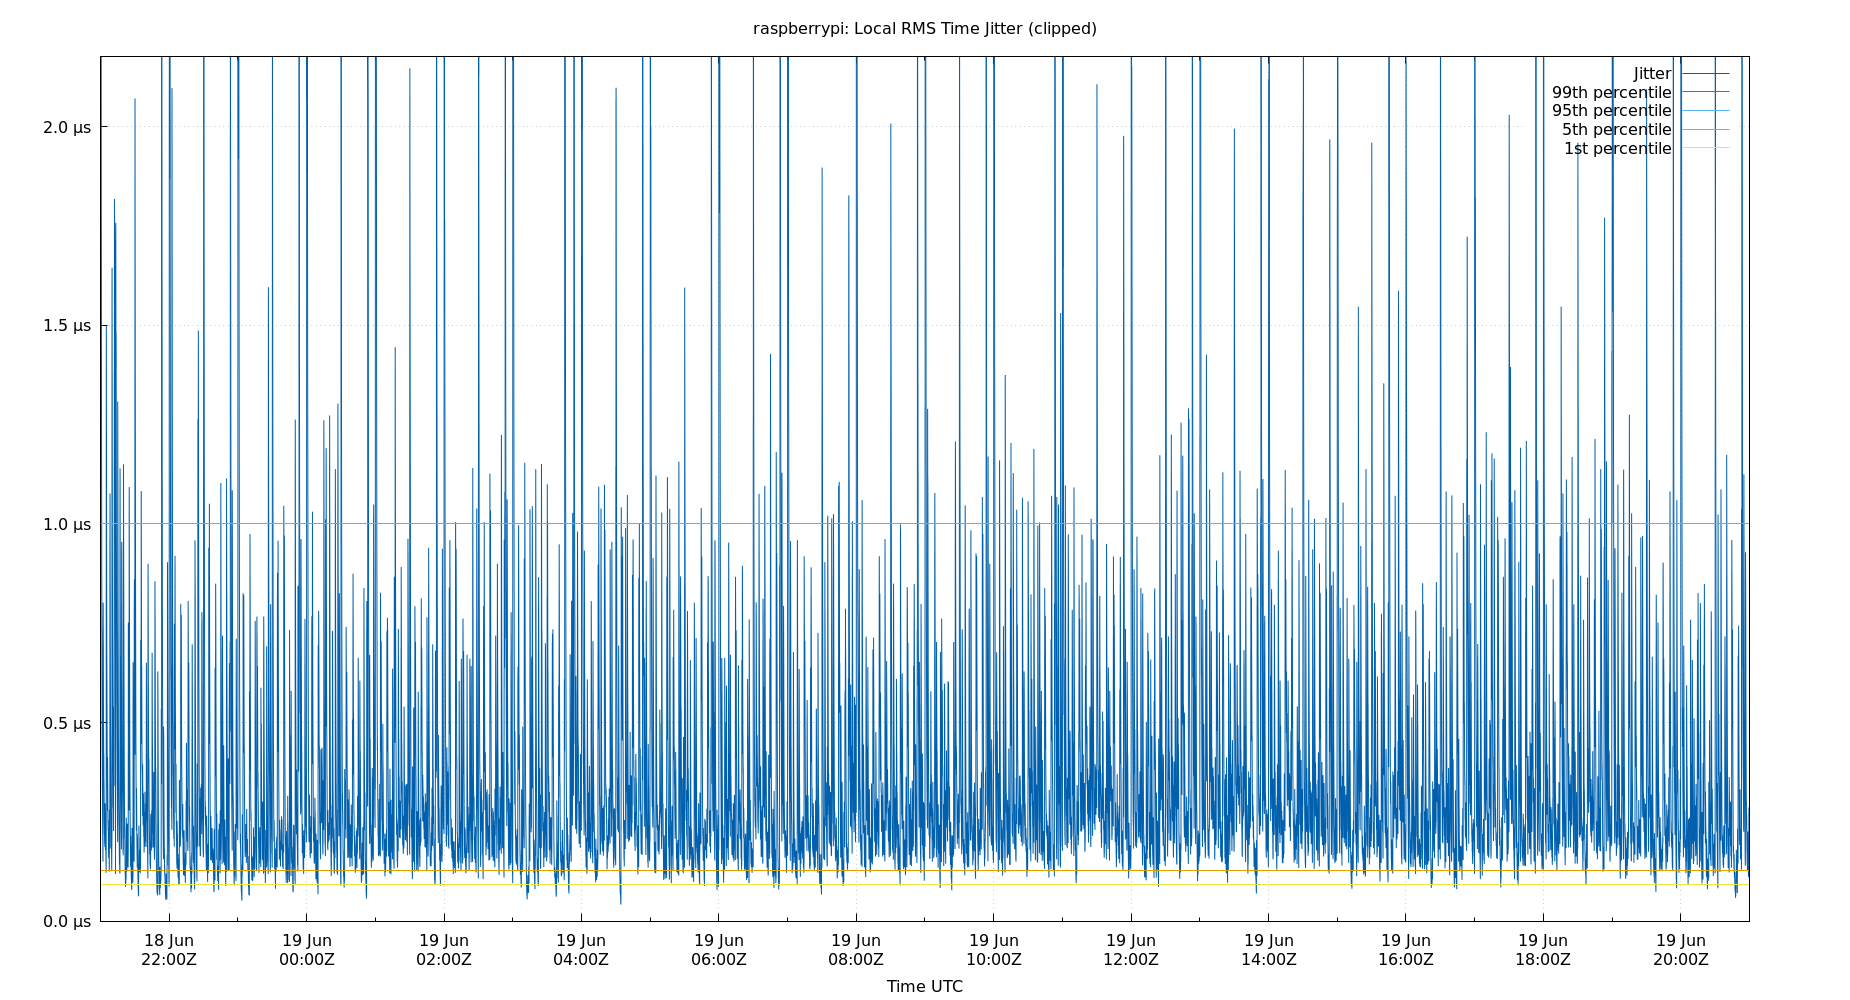 raspberrypi: Local RMS Time Jitter (clipped)
Jitter
99th percentile
95th percentile
5th percentile
1st percentile
2.0 μs
1.5 μs
1.0 μs
0.5 μs
0.0 μs
18 Jun 19 Jun 19 Jun 19 Jun 19 Jun 19 Jun 19 Jun 19 Jun 19 Jun 19 Jun 19 Jun 19 Jun
22:00Z 00:00Z 02:00Z 04:00Z 06:00Z 08:00Z 10:00Z 12:00Z 14:00Z 16:00Z 18:00Z 20:00Z
Time UTC